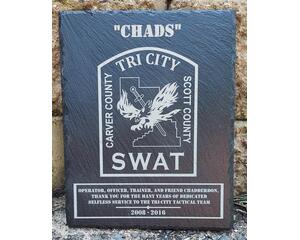 "CHADS"
TRI CITY
CARVER COUNTY
SCOTT COUNTY
SWAT
OPERATOR, OFFICER, TRAINER, AND FRIEND CHADDERDON,
THANK YOU FOR THE MANY YEARS OF DEDICATED
SELFLESS SERVICE TO THE TRI-CITY TACTICAL TEAM
2008 - 2016